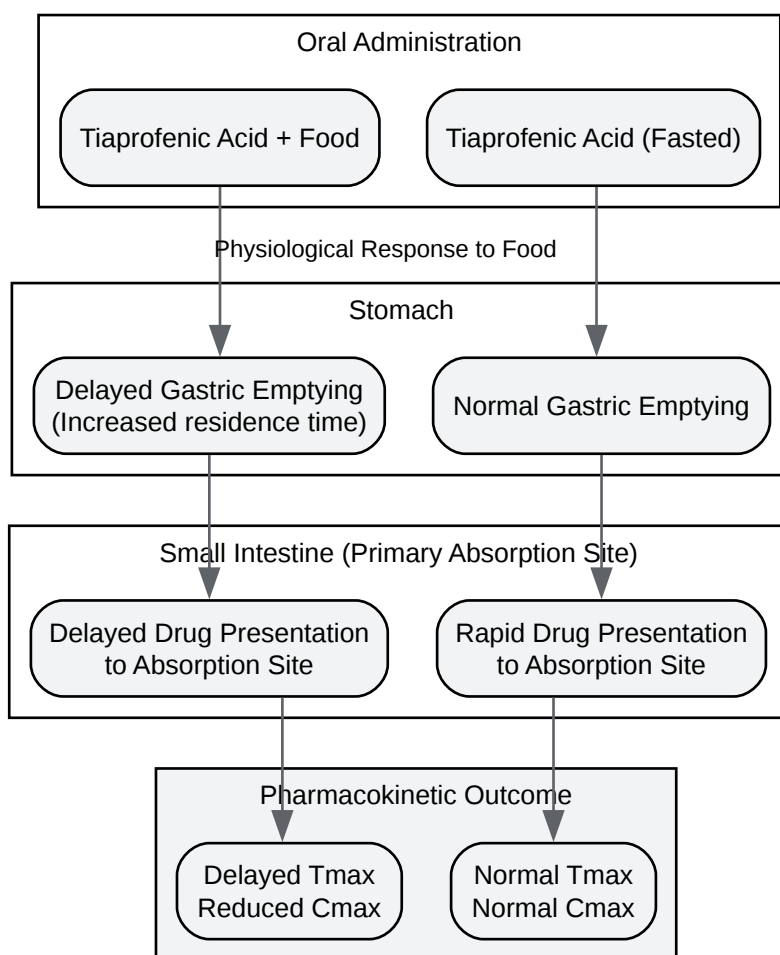 Oral Administration
Tiaprofenic Acid + Food
Tiaprofenic Acid (Fasted)
Physiological Response to Food
Stomach
Delayed Gastric Emptying
(Increased residence time)
Normal Gastric Emptying
Small Intestine (Primary Absorption Site)
Delayed Drug Presentation
to Absorption Site
Rapid Drug Presentation
to Absorption Site
Pharmacokinetic Outcome
Delayed Tmax
Reduced Cmax
Normal Tmax
Normal Cmax